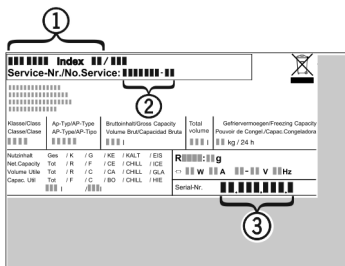 1
Index /
Service-Nr./No.Service: -
2
Klasse/Class Ap-Typ/AP-Type Bruttoinhalt/Gross Capacity Total Gefriervermoegen/Freezing Capacity
Classe/Clase AP-Type/AP-Tipo Volume Brut/Capacidad Bruta volume Pouvoir de Congel./Capac.Congeladora
l l kg / 24 h
Nutzinhalt Ges / K / G / KE / KALT / EIS
Net.Capacity Tot / R / F / CE / CHILL / ICE
Volume Utile Tot / F / C / CA / CHILL / GLA
Capac. Util Tot / F / C / BO / CHILL / HIE
l / l
R : g
W A - V Hz
Serial-Nr. . . .
3